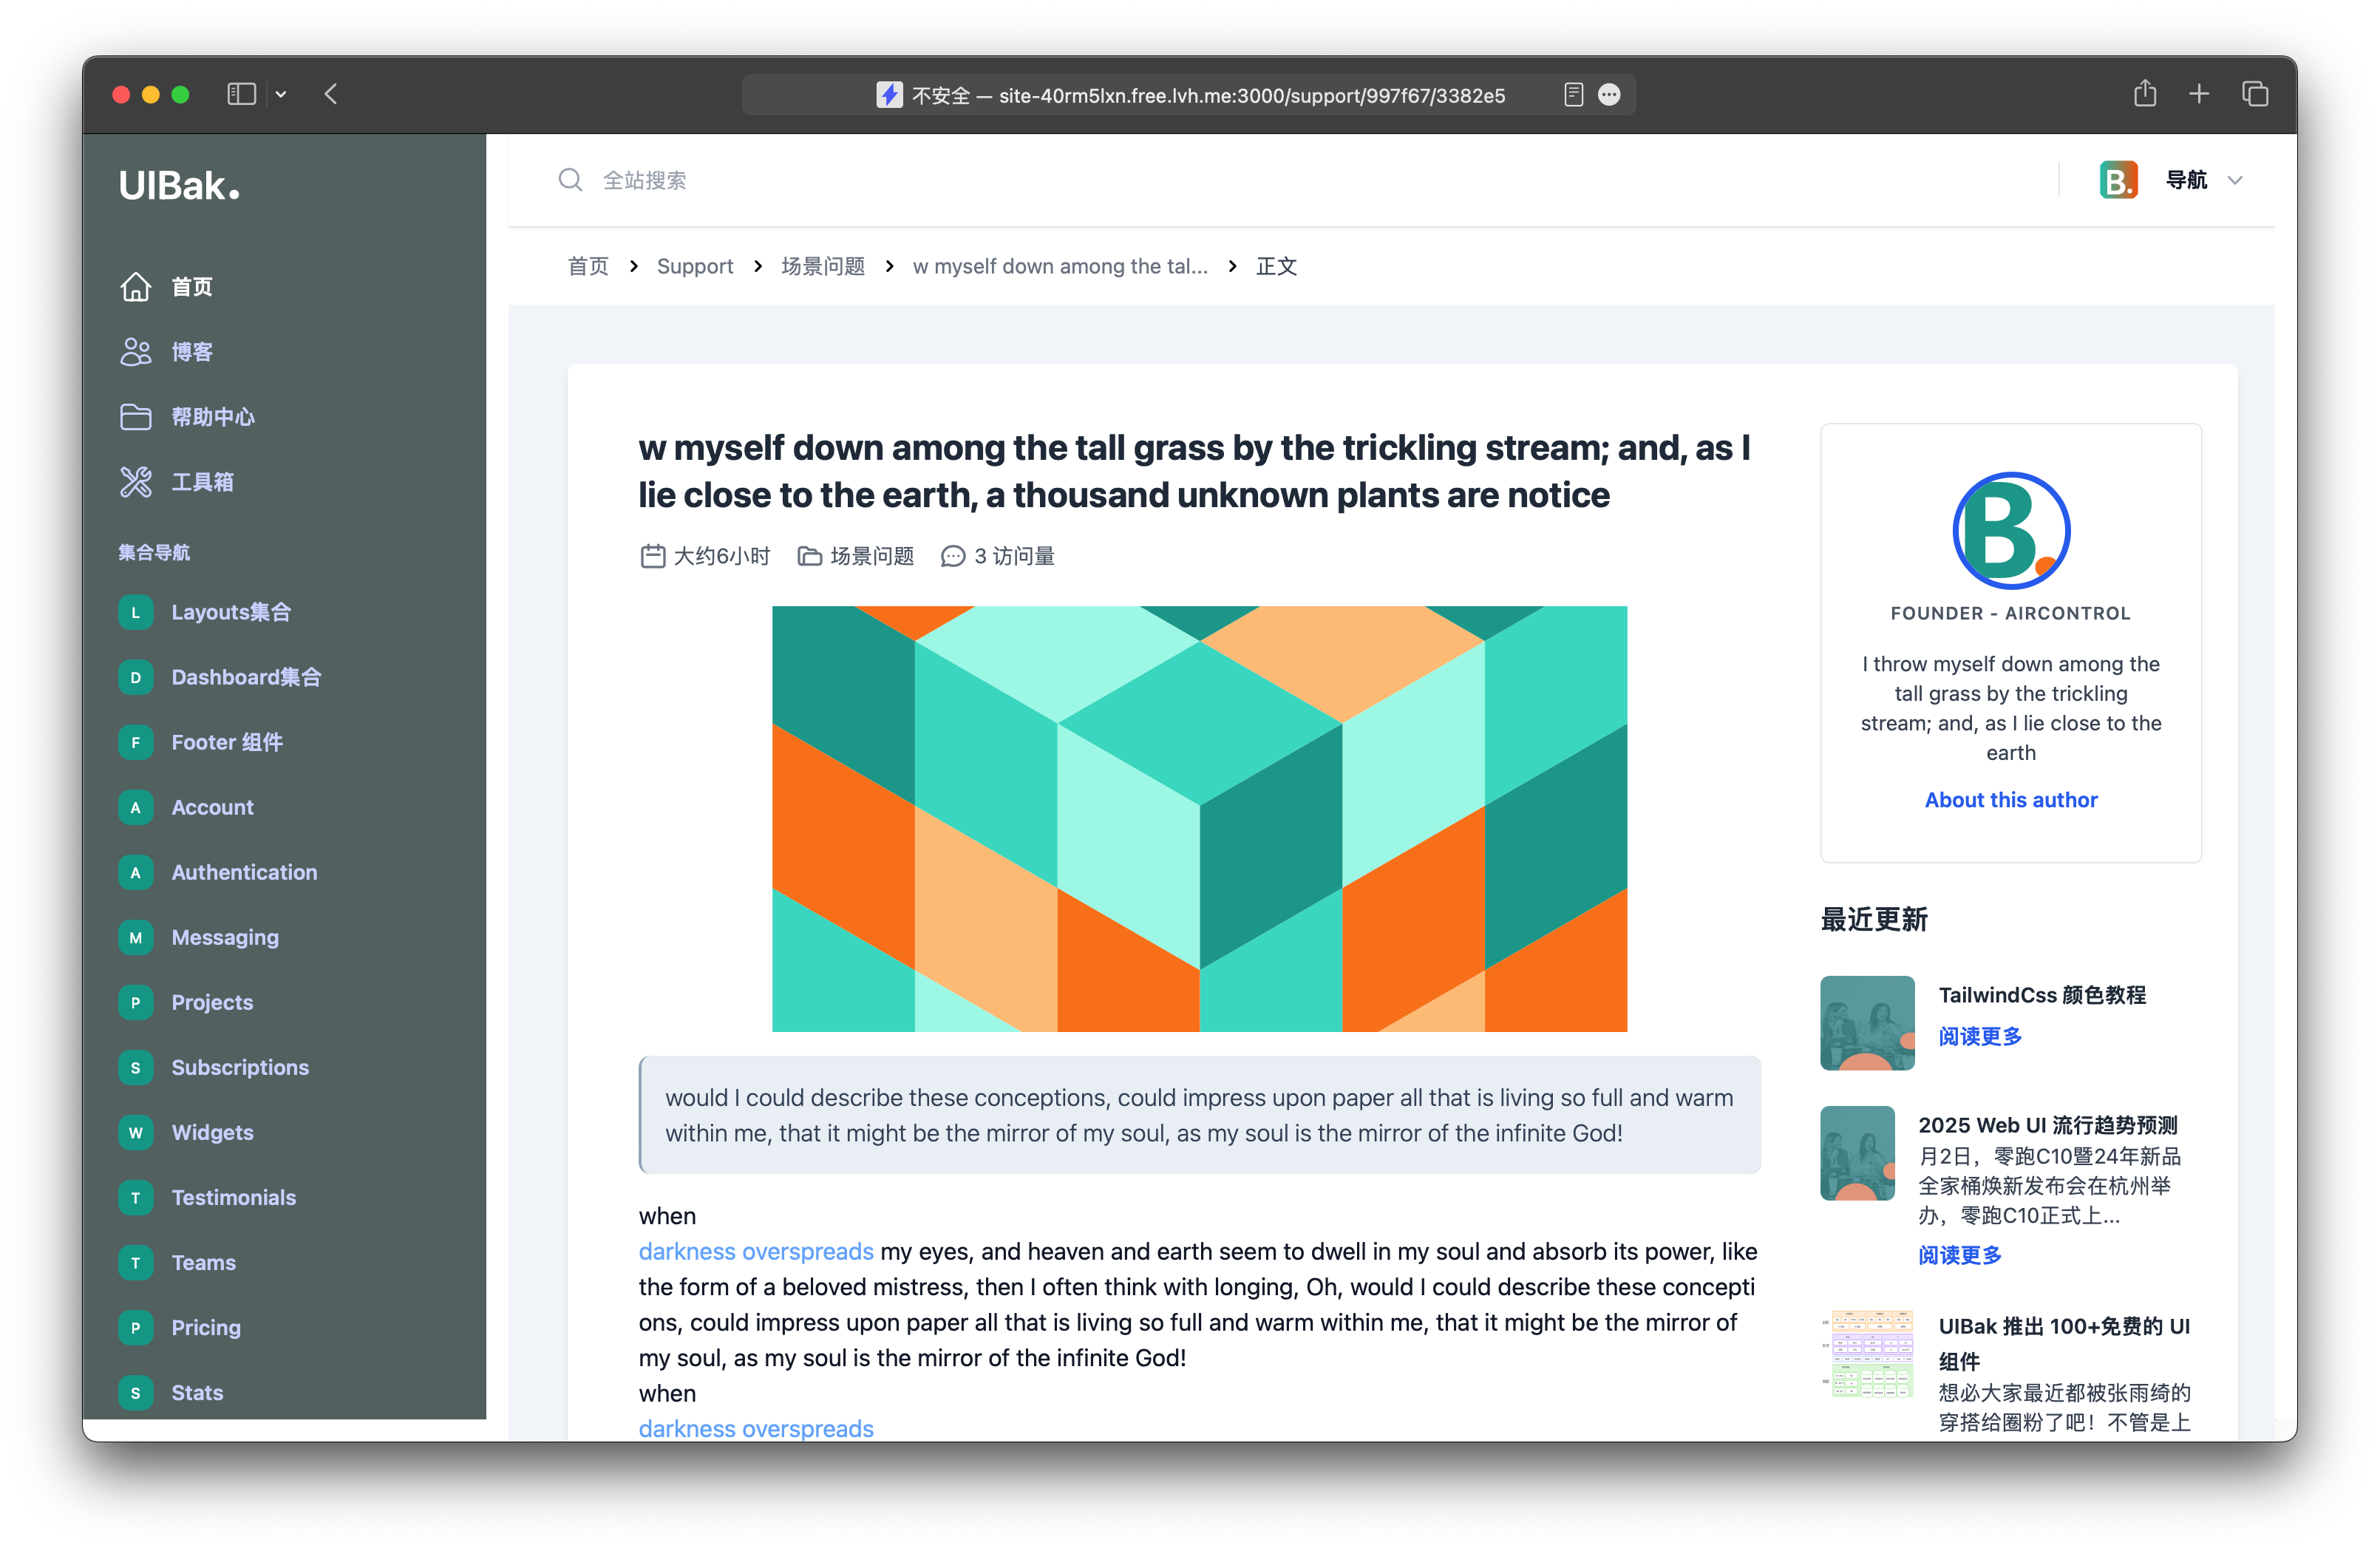 不安全 — site-40rm5lxn.free.lvh.me:3000/support/997f67/3382e5
UIBak.
首页
博客
帮助中心
工具箱
集合导航
L Layouts集合
D Dashboard集合
F Footer 组件
A Account
A Authentication
M Messaging
P Projects
S Subscriptions
W Widgets
T Testimonials
T Teams
P Pricing
S Stats
全站搜索
B. 导航
首页 Support 场景问题 w myself down among the tal... 正文
w myself down among the tall grass by the trickling stream; and, as I
lie close to the earth, a thousand unknown plants are notice
大约6小时 场景问题 3 访问量
would I could describe these conceptions, could impress upon paper all that is living so full and warm
within me, that it might be the mirror of my soul, as my soul is the mirror of the infinite God!
when
darkness overspreads my eyes, and heaven and earth seem to dwell in my soul and absorb its power, like
the form of a beloved mistress, then I often think with longing, Oh, would I could describe these concepti
ons, could impress upon paper all that is living so full and warm within me, that it might be the mirror of
my soul, as my soul is the mirror of the infinite God!
when
darkness overspreads
B.
FOUNDER - AIRCONTROL
I throw myself down among the
tall grass by the trickling
stream; and, as I lie close to the
earth
About this author
最近更新
TailwindCss 颜色教程
阅读更多
2025 Web UI 流行趋势预测
月2日，零跑C10暨24年新品
全家桶焕新发布会在杭州举
办，零跑C10正式上...
阅读更多
UIBak 推出 100+免费的 UI
组件
想必大家最近都被张雨绮的
穿搭给圈粉了吧！不管是上